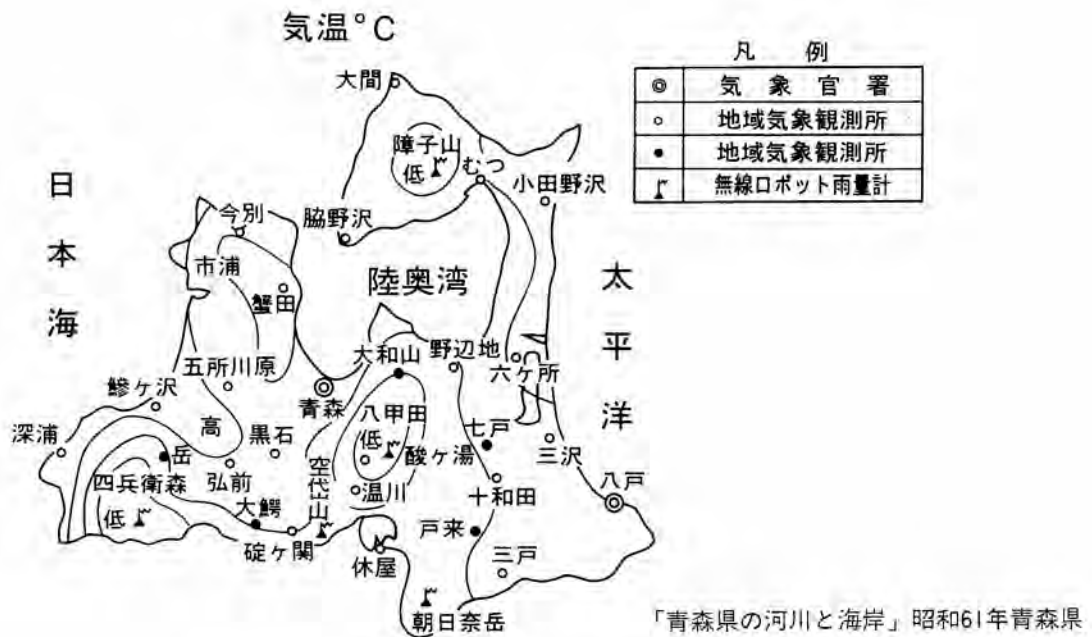 気温°C
凡例
◎ 気象官署
○ 地域気象観測所
● 地域気象観測所
無線ロボット雨量計
大間
障子山
低
むつ
小田野沢
日本海
今別
脇野沢
市浦
陸奥湾
太平洋
蟹田
大和山
野辺地
五所川原
六ヶ所
鰺ヶ沢
青森
八甲田
深浦
高
黒石
低
酸ヶ湯
七戸
三沢
岳
空岱山
八戸
四兵衛森
弘前
温川
十和田
低
大鰐
戸来
碇ヶ関
休屋
三戸
朝日奈岳
「青森県の河川と海岸」昭和61年青森県